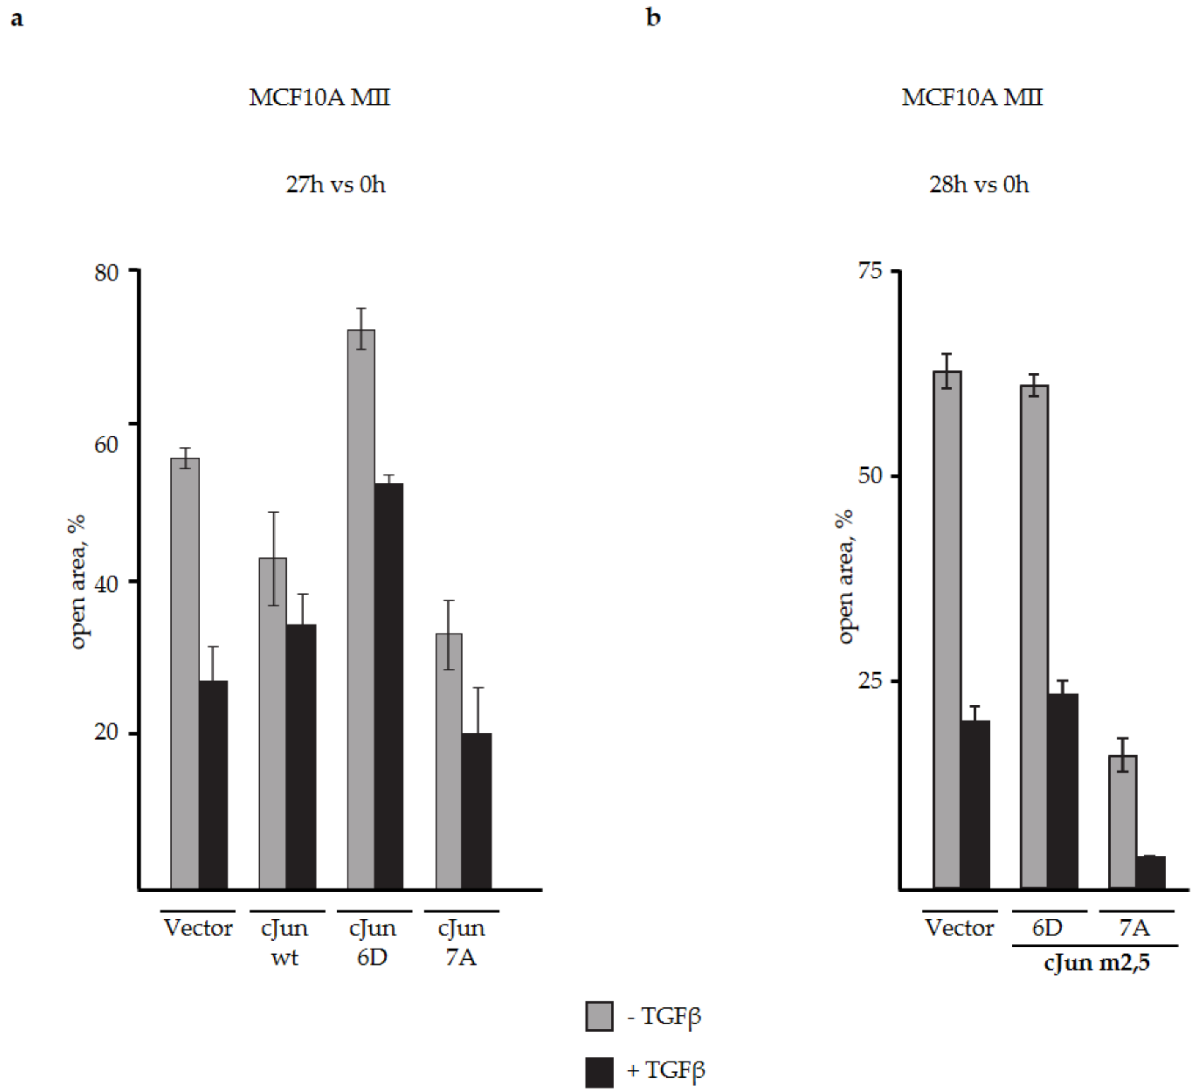 a
MCF10A MII
27h vs 0h
80
60
40
20
open area, %
Vector
cJun
wt
cJun
6D
cJun
7A
b
MCF10A MII
28h vs 0h
75
50
25
open area, %
Vector
6D
7A
cJun m2,5
- TGFβ
+ TGFβ